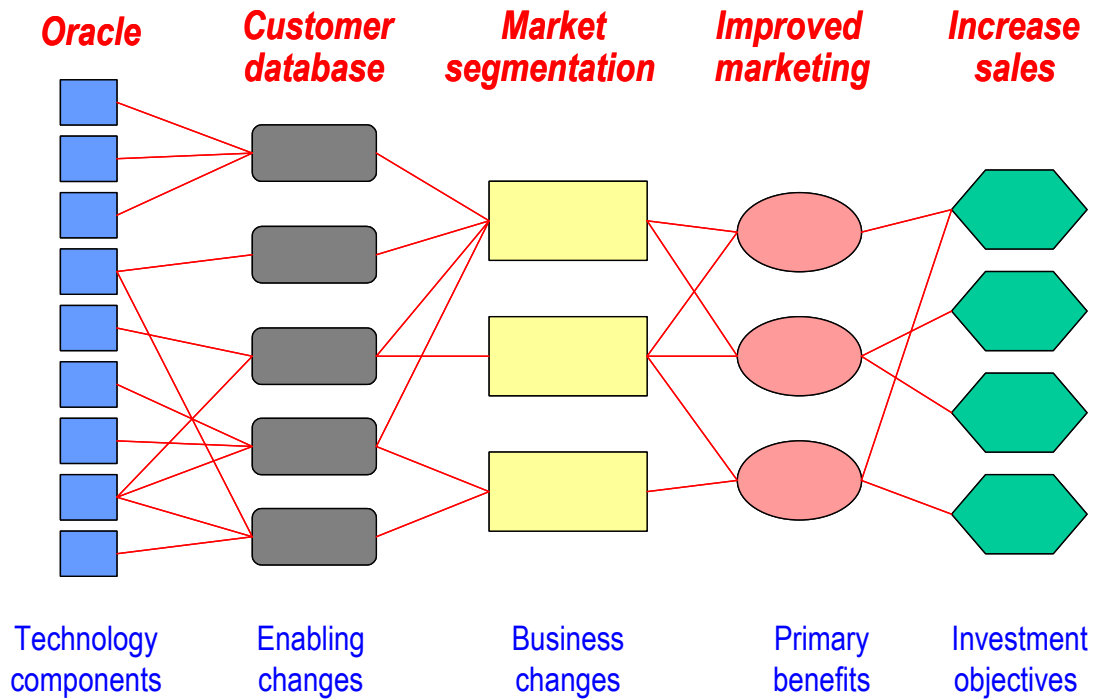 Oracle
Customer
database
Market
segmentation
Improved
marketing
Increase
sales
Technology
components
Enabling
changes
Business
changes
Primary
benefits
Investment
objectives